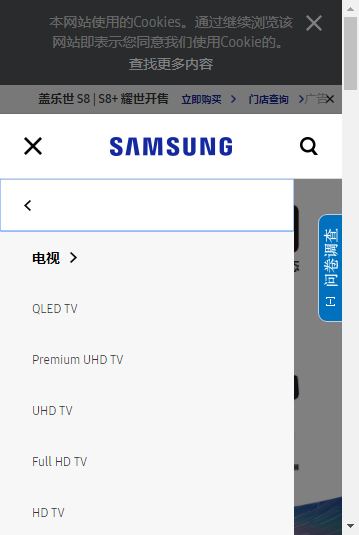 本网站使用的Cookies。通过继续浏览该
网站即表示您同意我们使用Cookie的。
查找更多内容
盖乐世 S8 | S8+ 耀世开售 立即购买 门店查询 广告
SAMSUNG
电视
态
问卷调查
QLED TV
Premium UHD TV
UHD TV
Full HD TV
HD TV